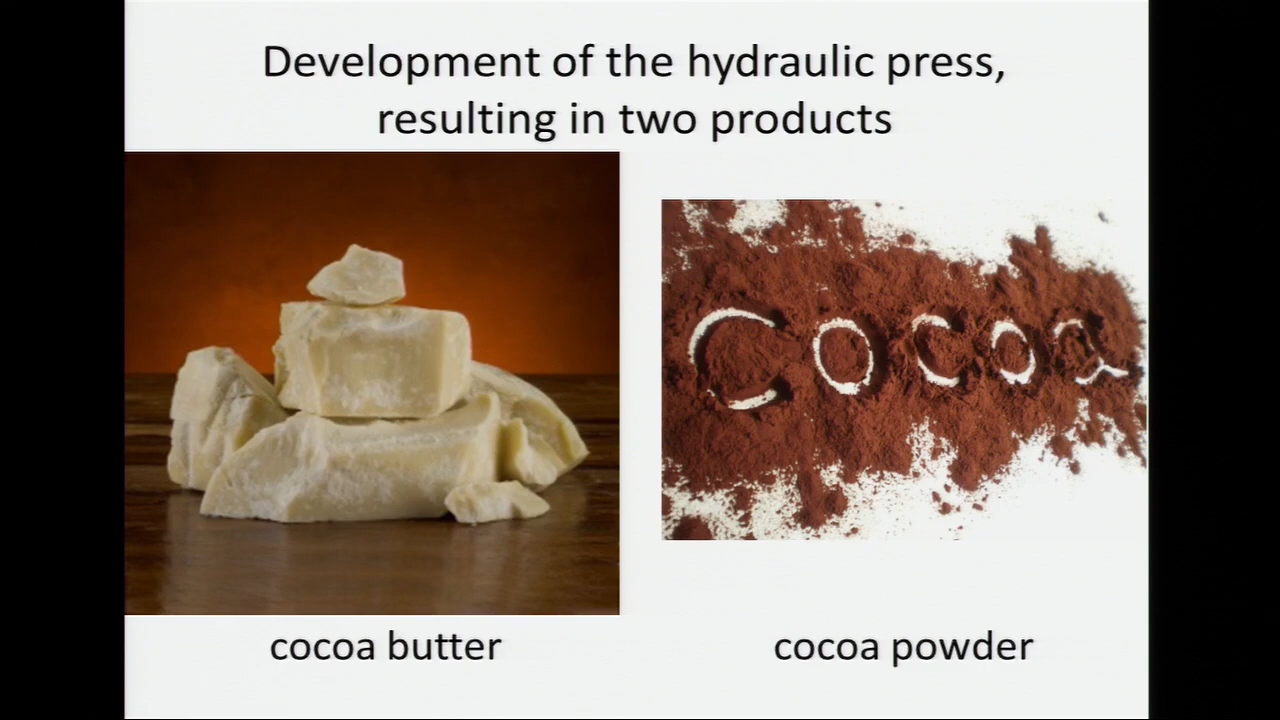 Development of the hydraulic press,
resulting in two products
cocoa
cocoa butter
cocoa powder